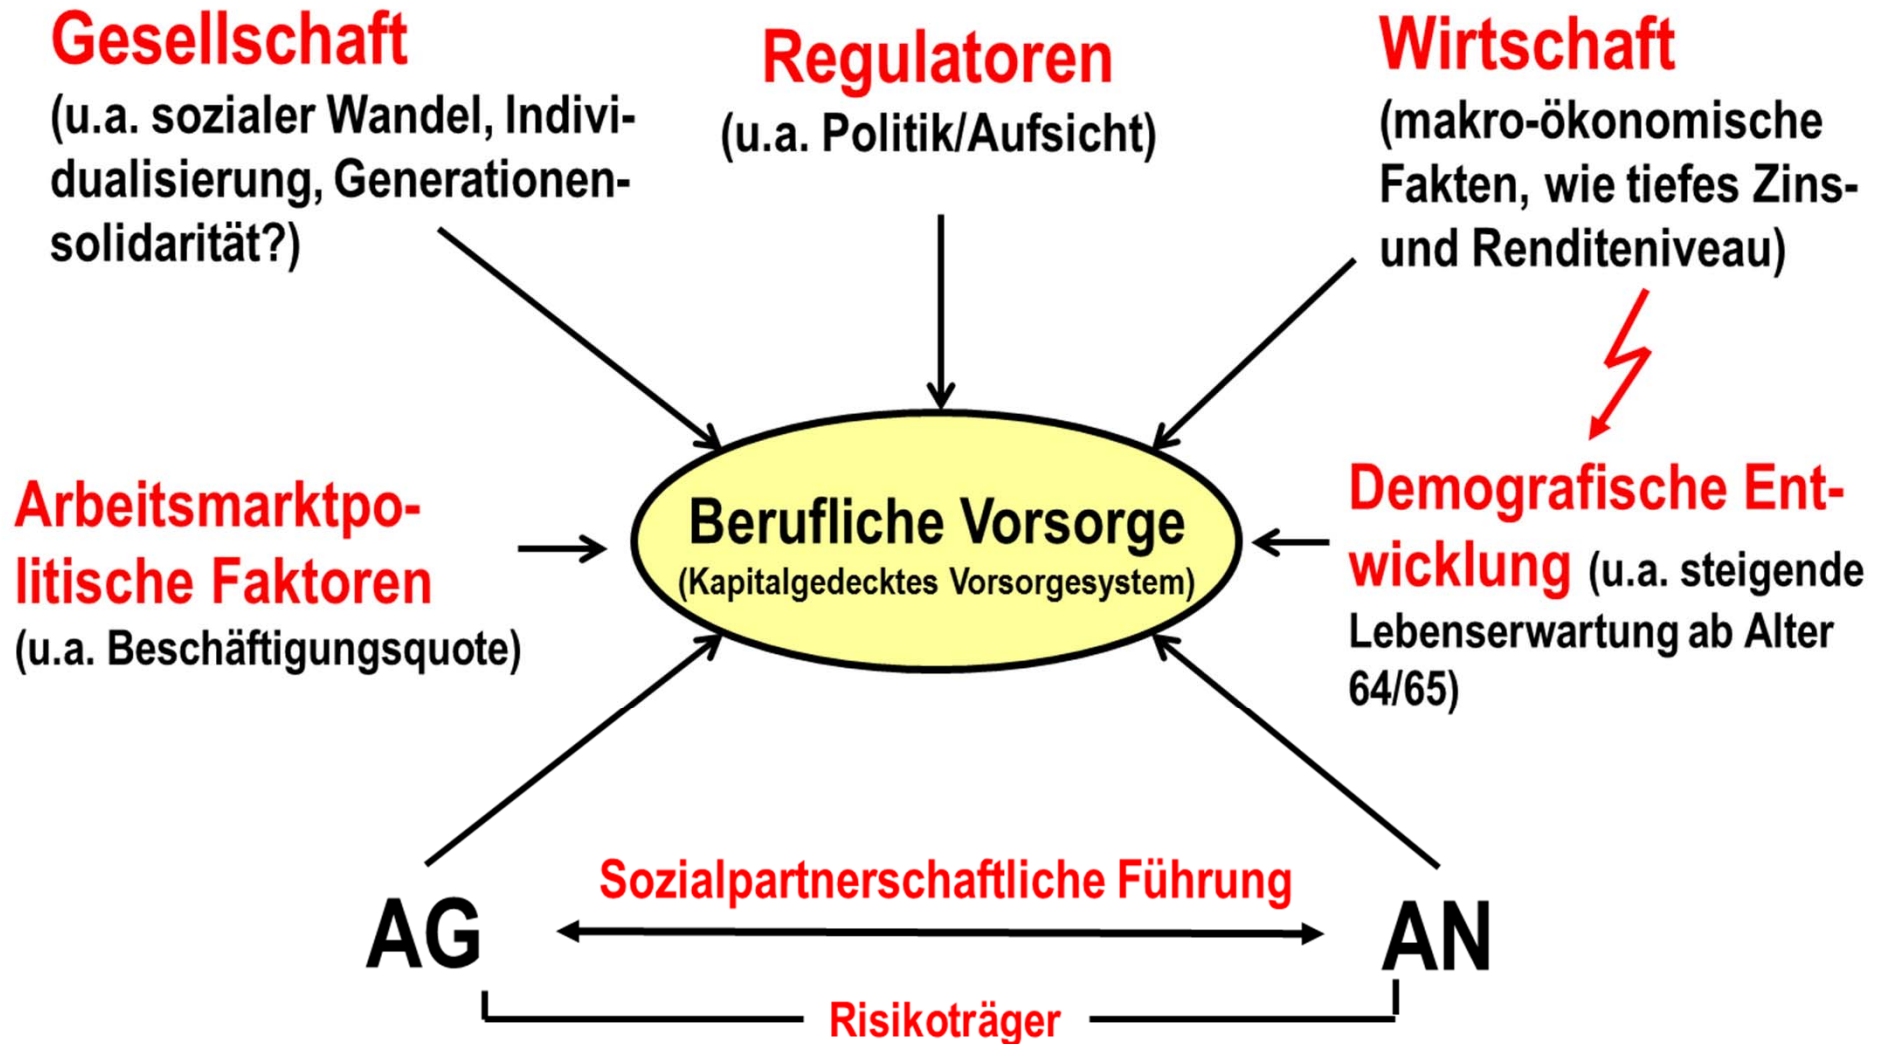 Gesellschaft
(u.a. sozialer Wandel, Indivi-
dualisierung, Generationen-
solidarität?)
Regulatoren
(u.a. Politik/Aufsicht)
Wirtschaft
(makro-ökonomische
Fakten, wie tiefes Zins-
und Renditeniveau)
Arbeitsmarktpo-
litische Faktoren
(u.a. Beschäftigungsquote)
Berufliche Vorsorge
(Kapitalgedecktes Vorsorgesystem)
Demografische Ent-
wicklung (u.a. steigende
Lebenserwartung ab Alter
64/65)
Sozialpartnerschaftliche Führung
AG
AN
Risikoträger